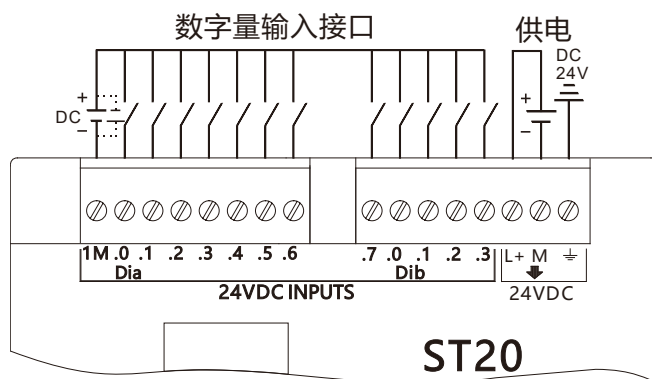 数字量输入接口 供电
DC
24V
+ +
DC
− −
1M .0 .1 .2 .3 .4 .5 .6 .7 .0 .1 .2 .3 L+ M
Dia Dib
24VDC INPUTS 24VDC
ST20